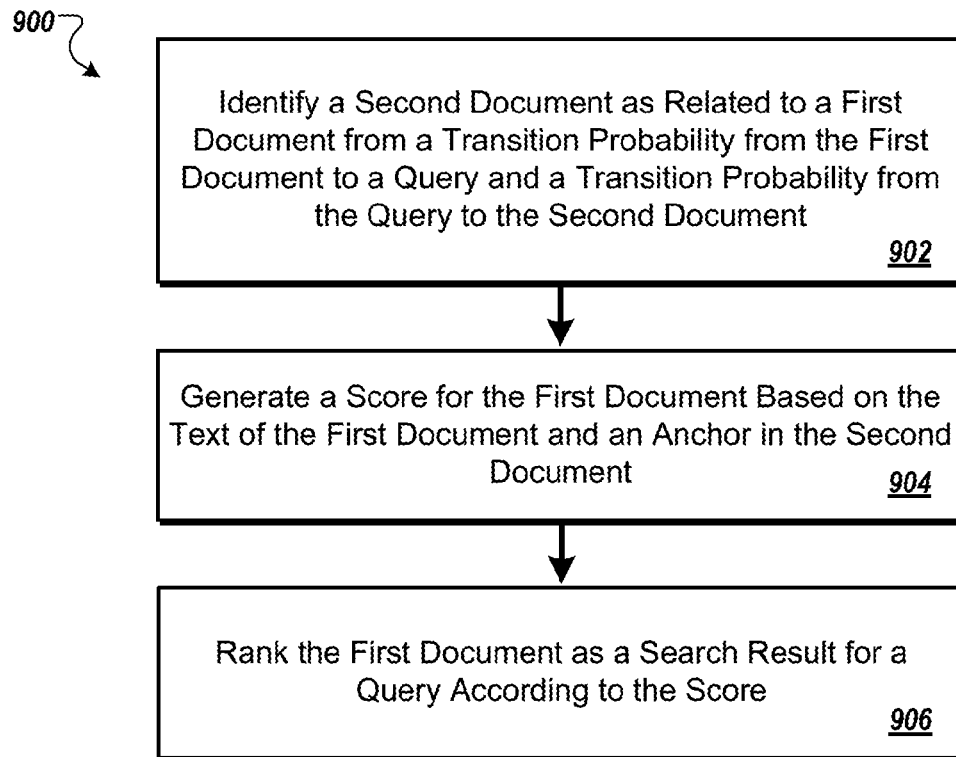 900
Identify a Second Document as Related to a First
Document from a Transition Probability from the First
Document to a Query and a Transition Probability from
the Query to the Second Document
902
Generate a Score for the First Document Based on the
Text of the First Document and an Anchor in the Second
Document
904
Rank the First Document as a Search Result for a
Query According to the Score
906